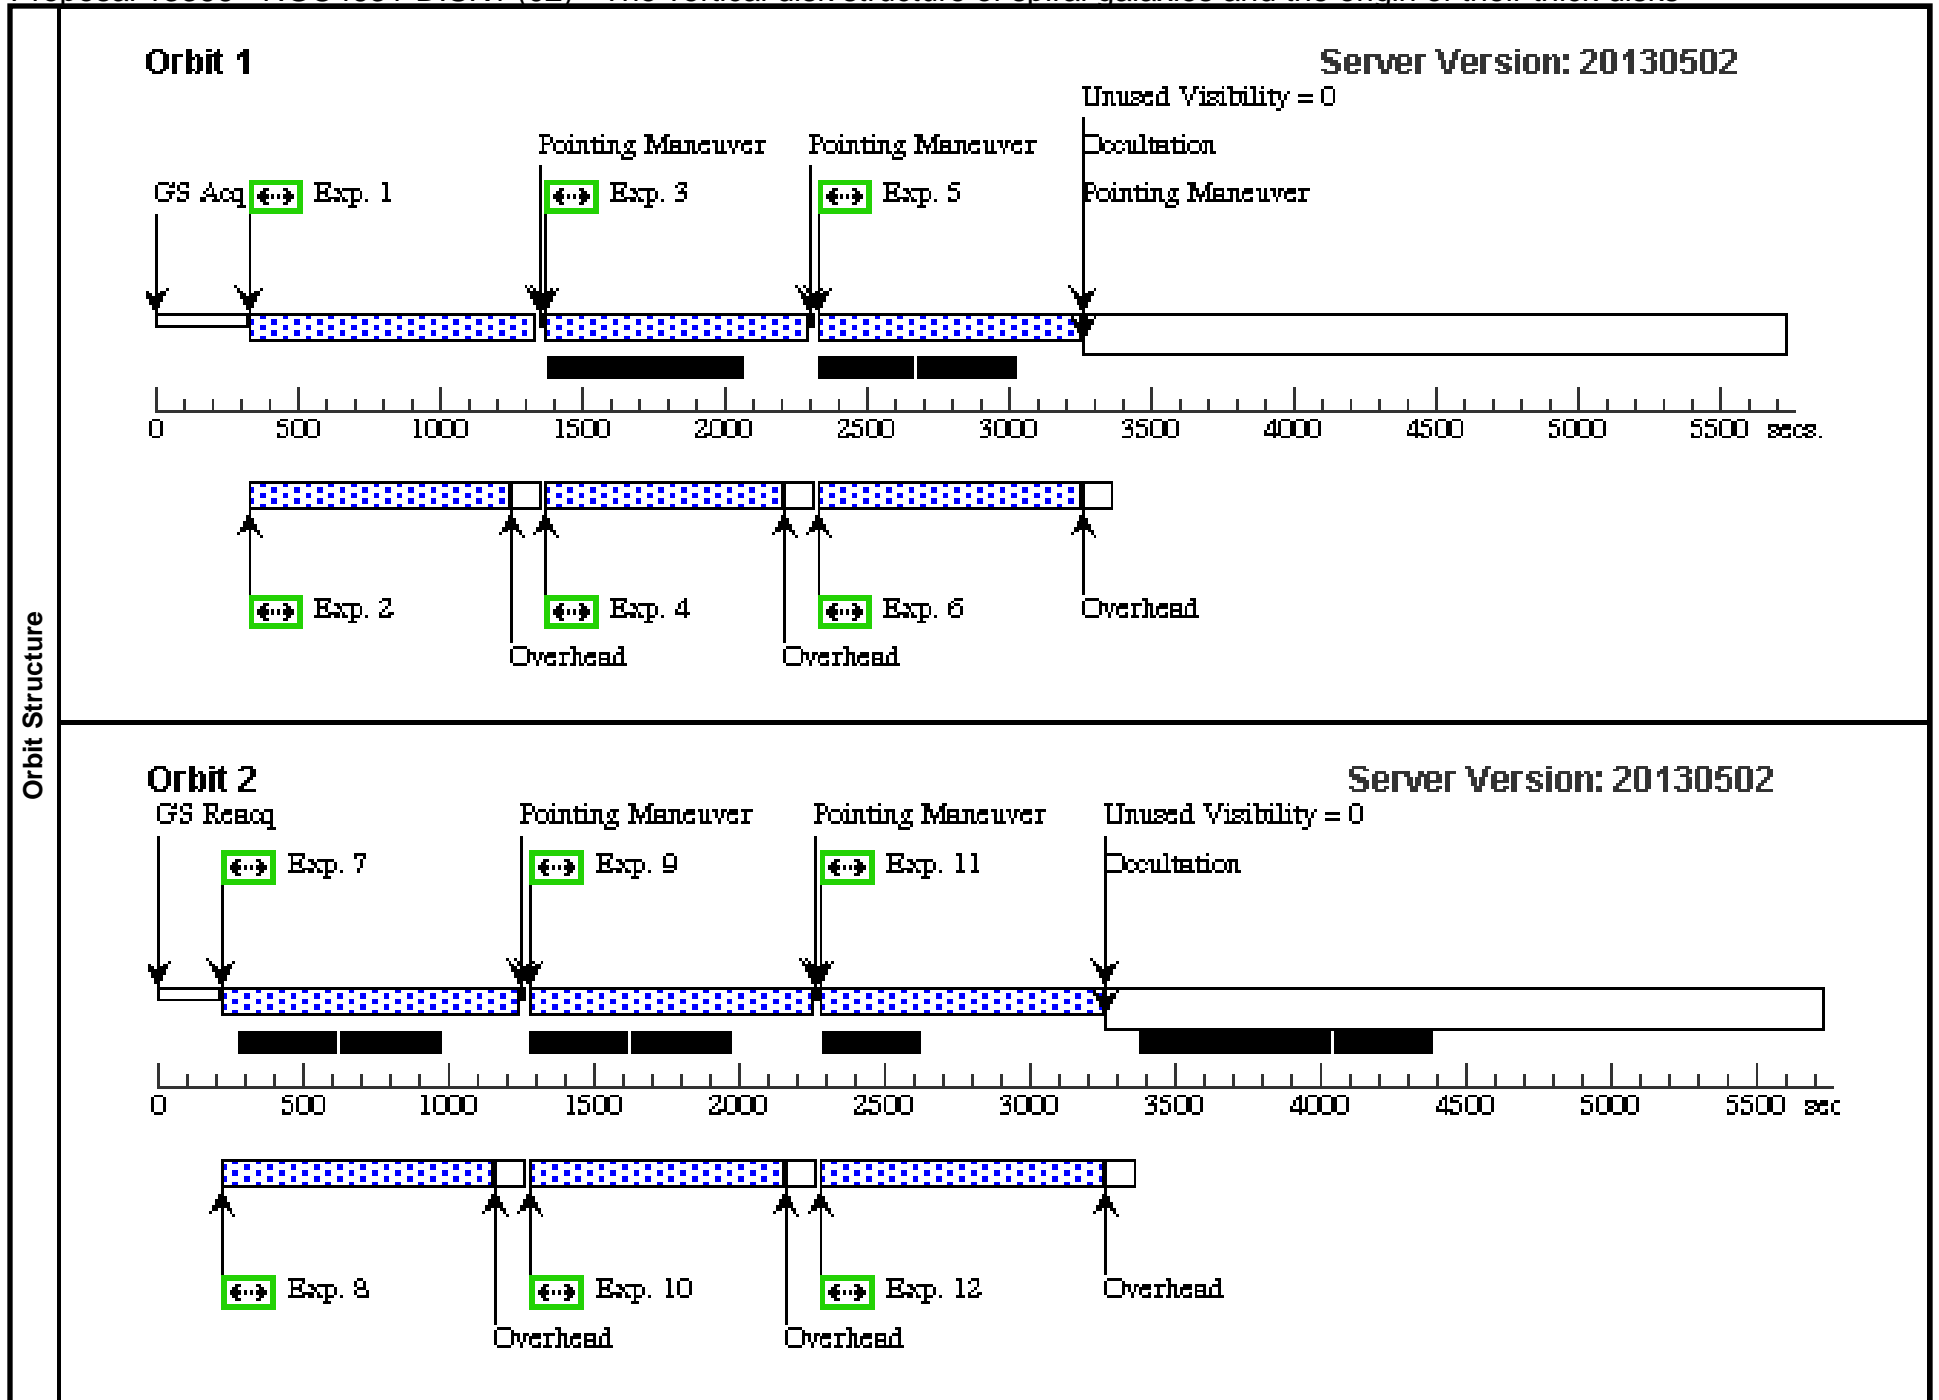 Orbit Structure
Orbit 1
Server Version: 20130502
Unused Visibility = 0
Pointing Maneuver
Pointing Maneuver
Occultation
GS Acq
Exp. 1
Exp. 3
Exp. 5
Pointing Maneuver
0 500 1000 1500 2000 2500 3000 3500 4000 4500 5000 5500 secs.
Exp. 2
Exp. 4
Exp. 6
Overhead
Overhead
Overhead
Orbit 2
Server Version: 20130502
GS Reacq
Pointing Maneuver
Pointing Maneuver
Unused Visibility = 0
Exp. 7
Exp. 9
Exp. 11
Occultation
0 500 1000 1500 2000 2500 3000 3500 4000 4500 5000 5500 sec
Exp. 8
Exp. 10
Exp. 12
Overhead
Overhead
Overhead